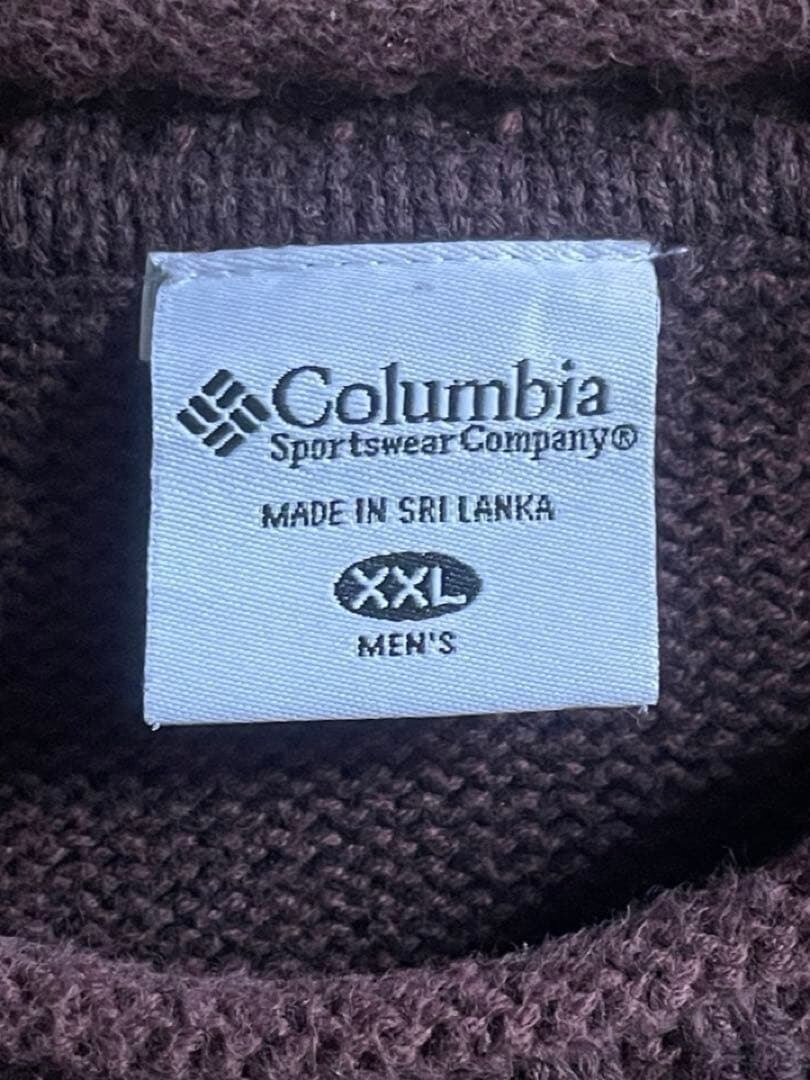 Columbia
Sportswear Company®
MADE IN SRI LANKA
XXL
MEN'S